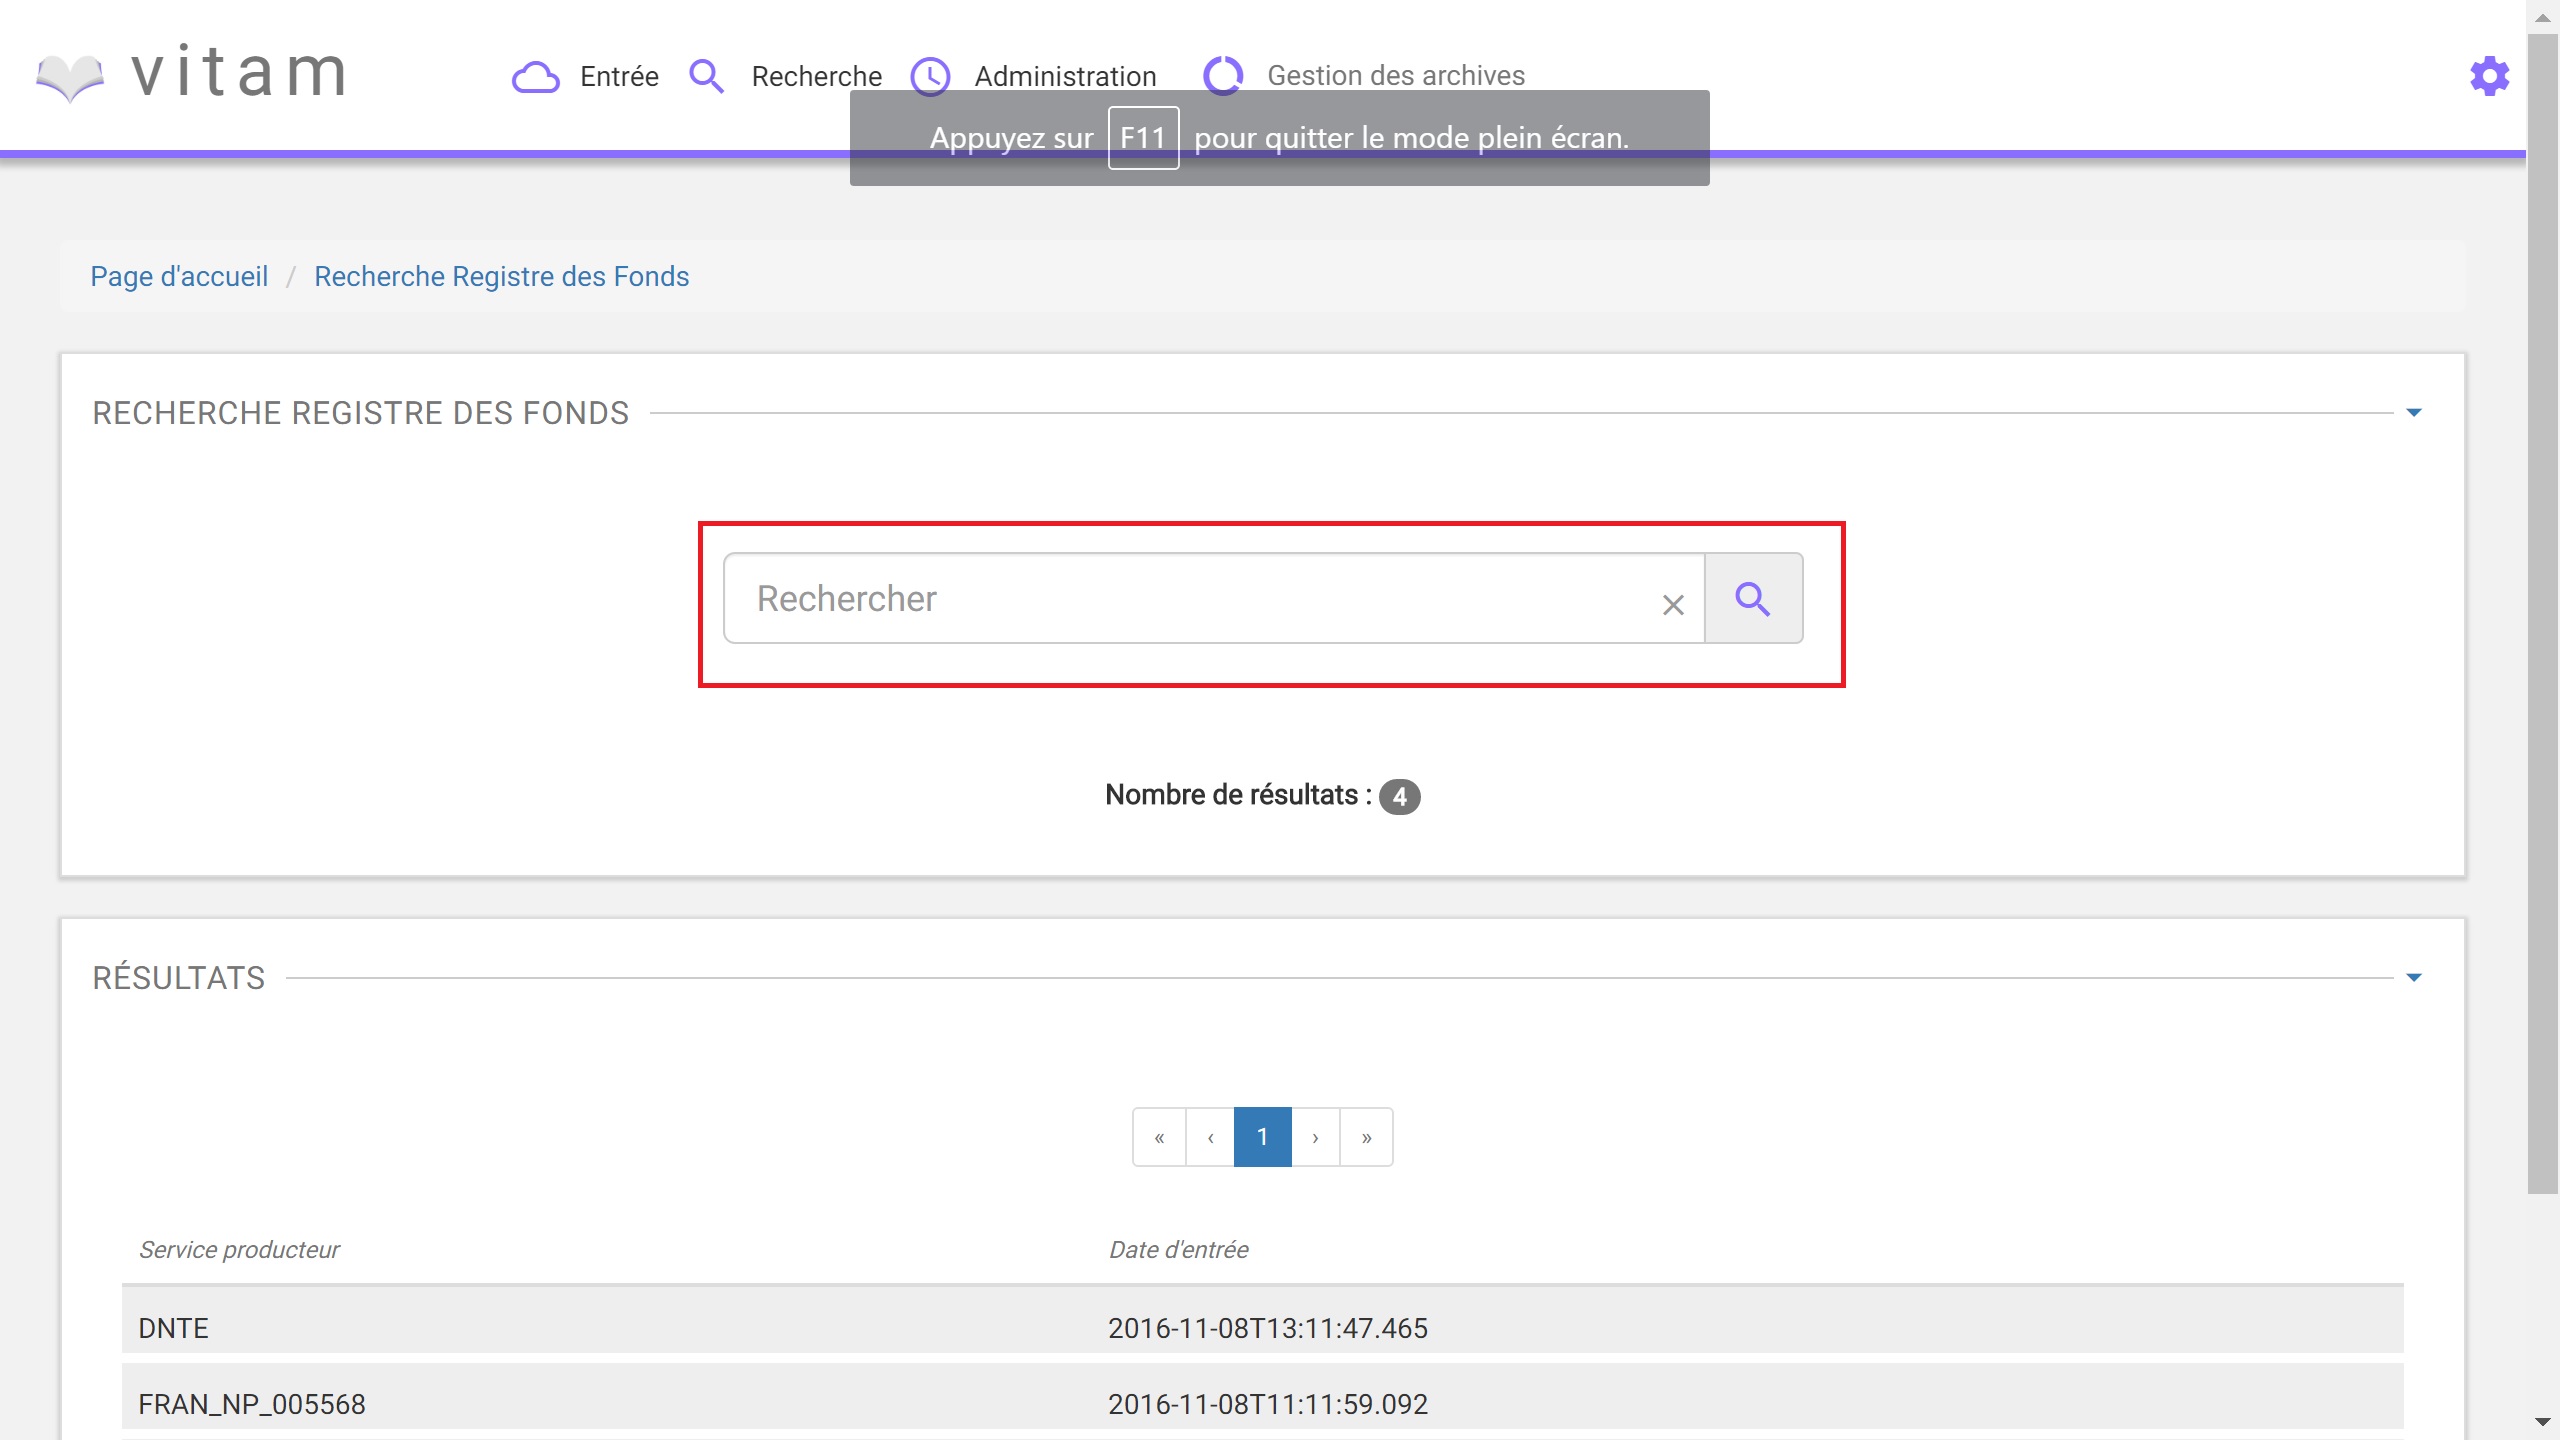 vitam
Entrée Recherche Administration Gestion des archives
Appuyez sur F11 pour quitter le mode plein écran.
Page d'accueil / Recherche Registre des Fonds
RECHERCHE REGISTRE DES FONDS
Rechercher ×
Nombre de résultats : 4
RÉSULTATS
« ‹ 1 › »
Service producteur Date d'entrée
DNTE 2016-11-08T13:11:47.465
FRAN_NP_005568 2016-11-08T11:11:59.092